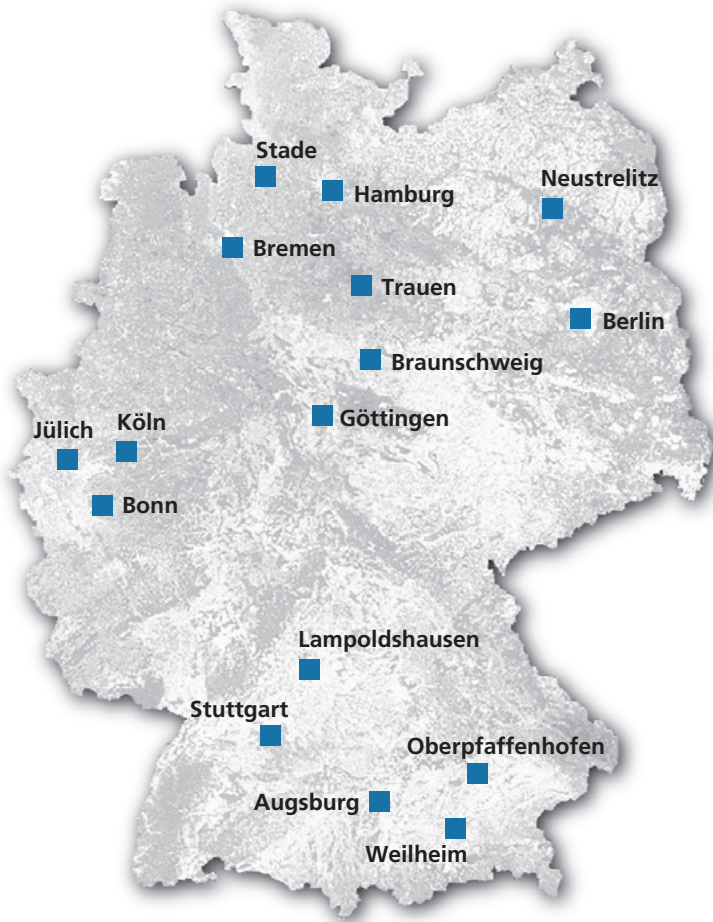 Stade
Neustrelitz
Hamburg
Bremen
Trauen
Berlin
Braunschweig
Göttingen
Köln
Jülich
Bonn
Lampoldshausen
Stuttgart
Oberpfaffenhofen
Augsburg
Weilheim